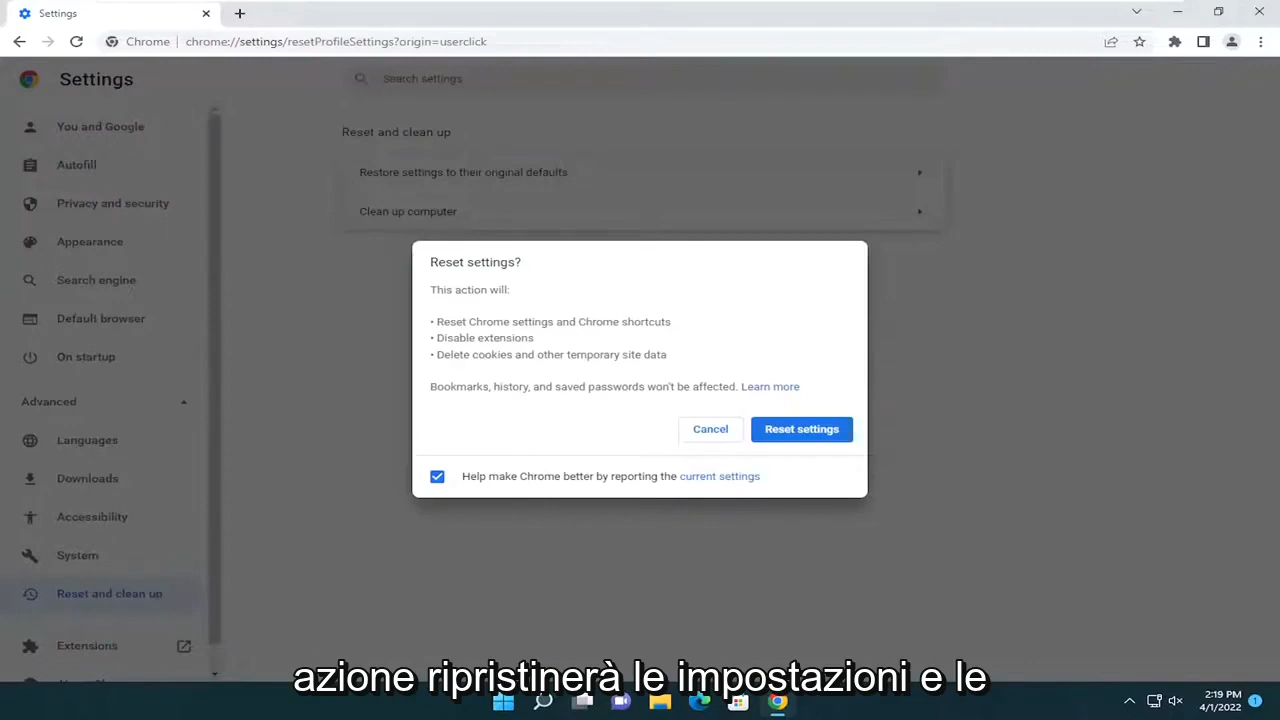 Settings
Chrome
chrome://settings/resetProfileSettings?origin=userclick
Settings
Search settings
You and Google
Autofill
Privacy and security
Appearance
Search engine
Default browser
On startup
Advanced
Languages
Downloads
Accessibility
System
Reset and clean up
Extensions
Reset and clean up
Restore settings to their original defaults
Clean up computer
Reset settings?
This action will:
• Reset Chrome settings and Chrome shortcuts
• Disable extensions
• Delete cookies and other temporary site data
Bookmarks, history, and saved passwords won't be affected. Learn more
Cancel
Reset settings
Help make Chrome better by reporting the current settings
azione ripristinerà le impostazioni e le
2:19 PM
4/1/2022
1